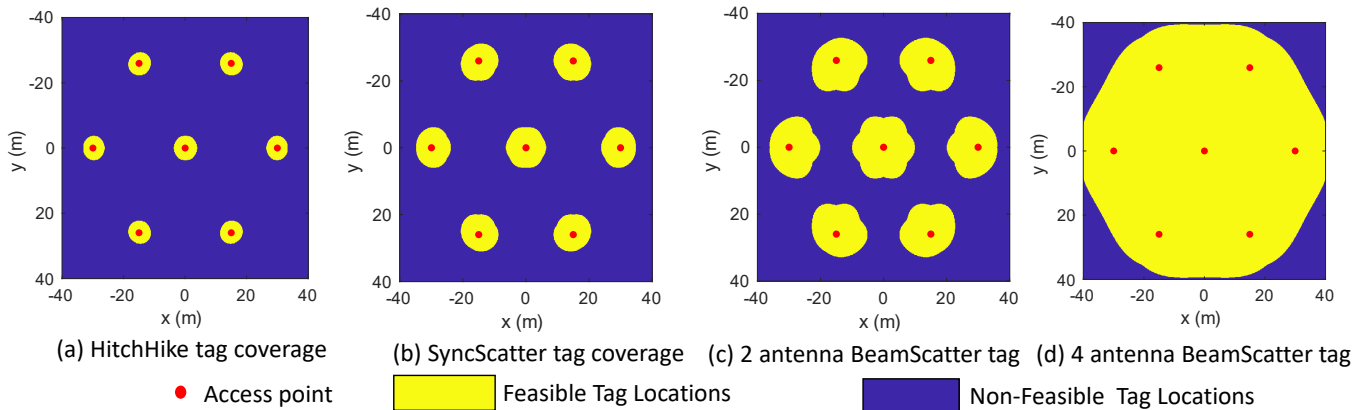 -40
-20
0
20
40
y (m)
-40 -20 0 20 40
x (m)
(a) HitchHike tag coverage
-40
-20
0
20
40
y (m)
-40 -20 0 20 40
x (m)
(b) SyncScatter tag coverage
-40
-20
0
20
40
y (m)
-40 -20 0 20 40
x (m)
(c) 2 antenna BeamScatter tag
-40
-20
0
20
40
y (m)
-40 -20 0 20 40
x (m)
(d) 4 antenna BeamScatter tag
Access point
Feasible Tag Locations
Non-Feasible Tag Locations